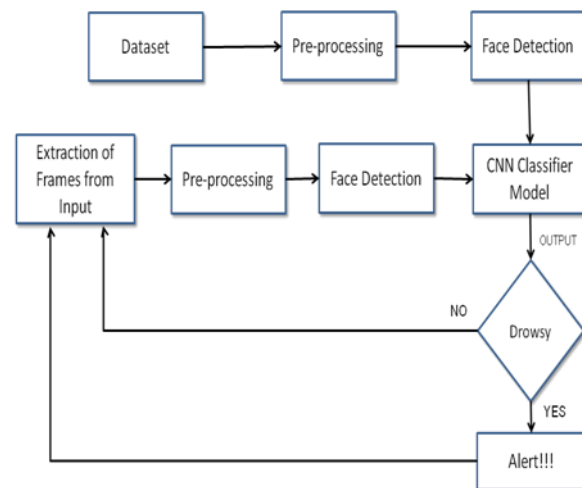 Dataset
Pre-processing
Face Detection
Extraction of
Frames from
Input
Pre-processing
Face Detection
CNN Classifier
Model
OUTPUT
NO
Drowsy
YES
Alert!!!